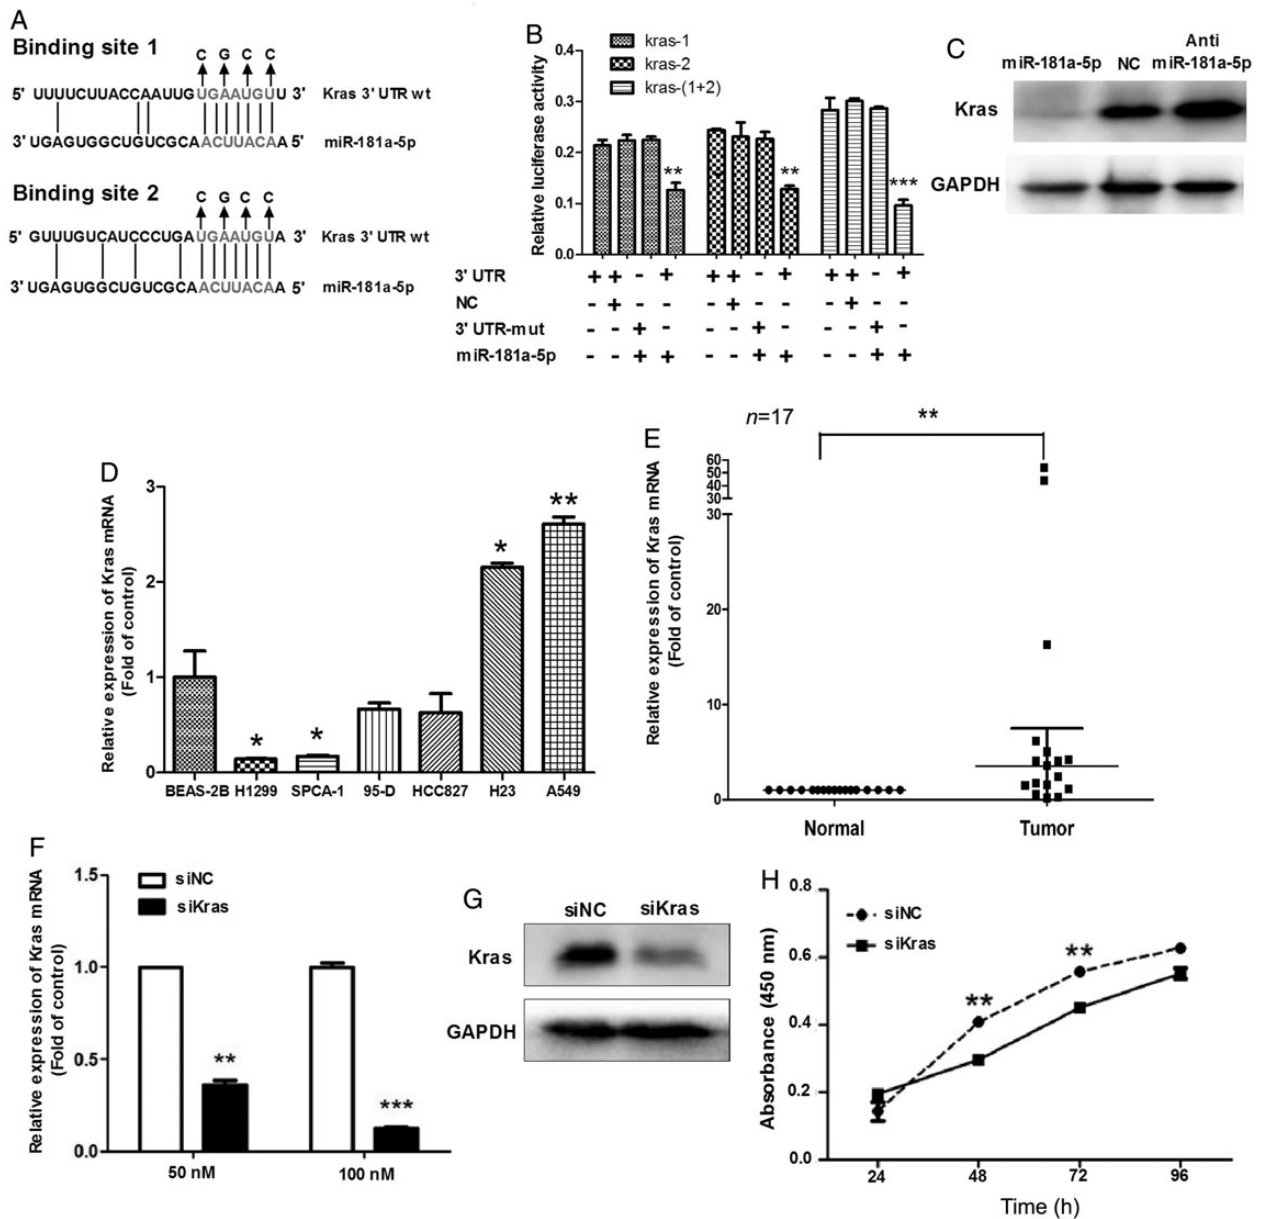 A
Binding site 1
C G C C
5' UUUUCUUACCAAUUGUGAAUGUU 3' Kras 3' UTR wt
3' UGAGUGGCUGUCGCAACUUACAA 5' miR-181a-5p
Binding site 2
C G C C
5' GUUUGUCAUCCCUGAUGAAUGUA 3' Kras 3' UTR wt
3' UGAGUGGCUGUCGCAACUUACAA 5' miR-181a-5p
B
kras-1
kras-2
kras-(1+2)
Relative luciferase activity
0.4
0.3
0.2
0.1
0.0
** ** ***
3' UTR + + - + + + - + + + - +
NC - + - - - + - - - + - -
3' UTR-mut - - + - - - + - - - + -
miR-181a-5p - - + + - - + + - - + +
C
Anti
miR-181a-5p NC miR-181a-5p
Kras
GAPDH
D
Relative expression of Kras mRNA
(Fold of control)
3
2
1
0
* * * **
BEAS-2B H1299 SPCA-1 95-D HCC827 H23 A549
E
n=17 **
Relative expression of Kras mRNA
(Fold of control)
60
50
40
30
30
20
10
0
Normal Tumor
F
Relative expression of Kras mRNA
(Fold of control)
siNC
siKras
1.5
1.0
0.5
0.0
** ***
50 nM 100 nM
G
siNC siKras
Kras
GAPDH
H
Absorbance (450 nm)
siNC
siKras
0.8
0.6
0.4
0.2
0.0
** **
24 48 72 96
Time (h)